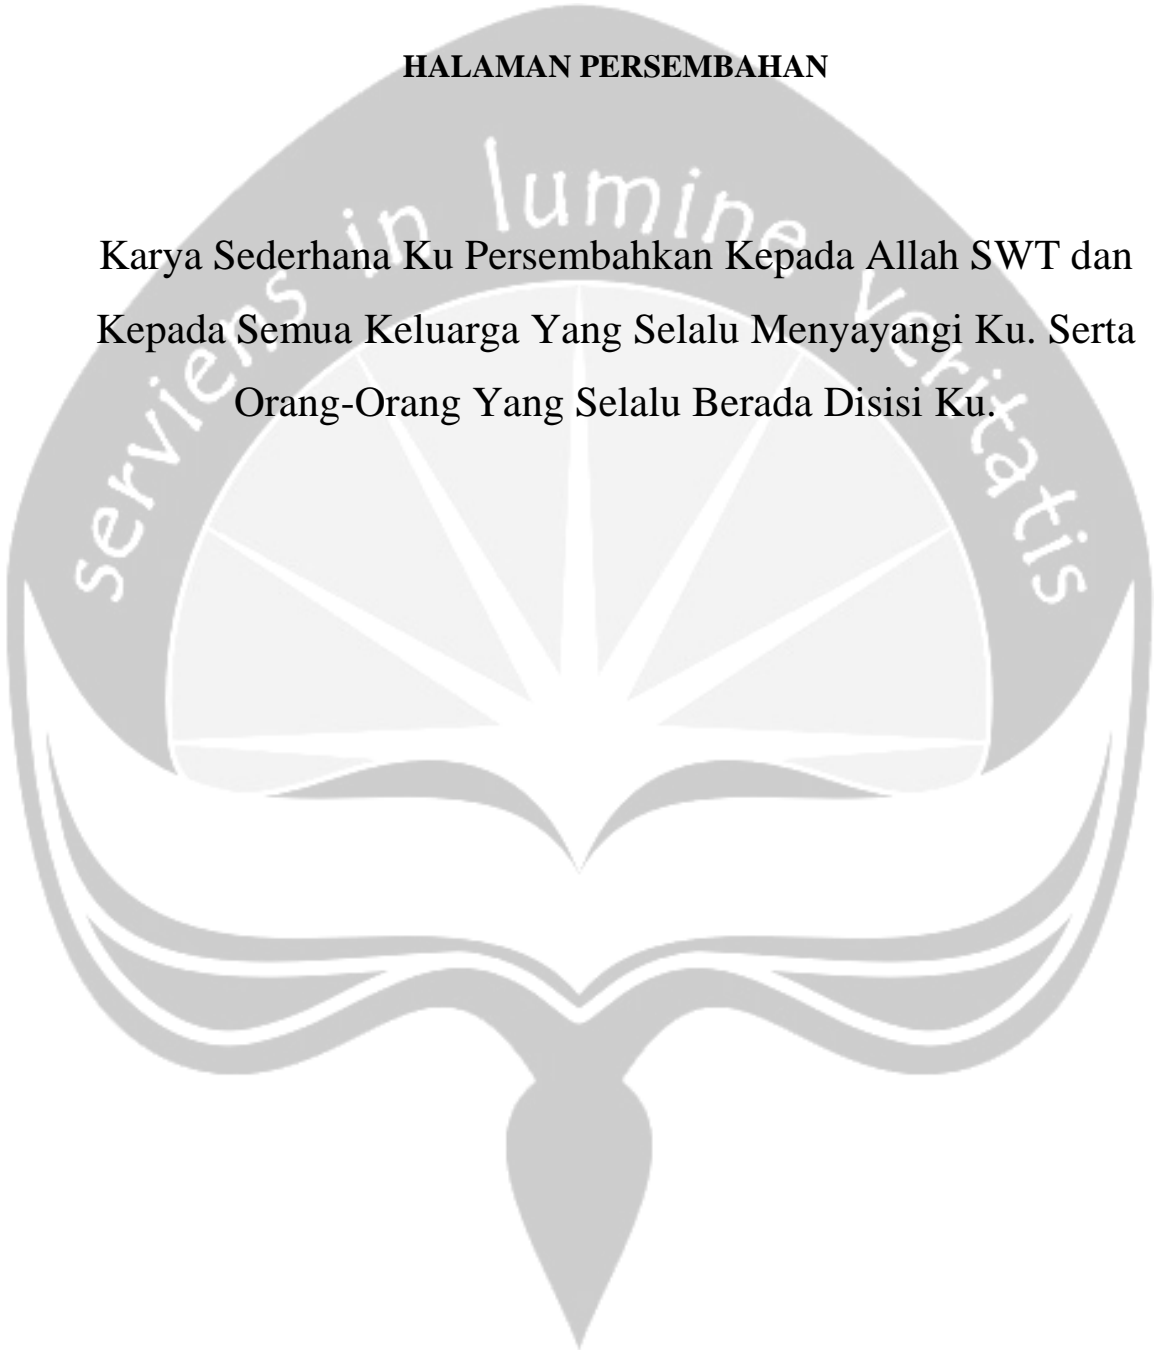 HALAMAN PERSEMBAHAN
serviens in lumine veritatis
Karya Sederhana Ku Persembahkan Kepada Allah SWT dan
Kepada Semua Keluarga Yang Selalu Menyayangi Ku. Serta
Orang-Orang Yang Selalu Berada Disisi Ku.